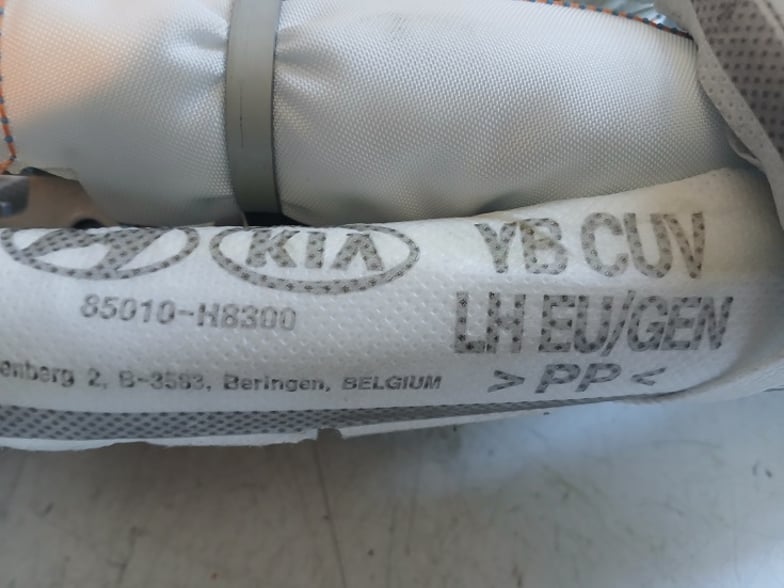 KIA
YB CUV
85010-H8300
LH EU/GEN
enberg 2, B-3583, Beringen, BELGIUM
> PP <